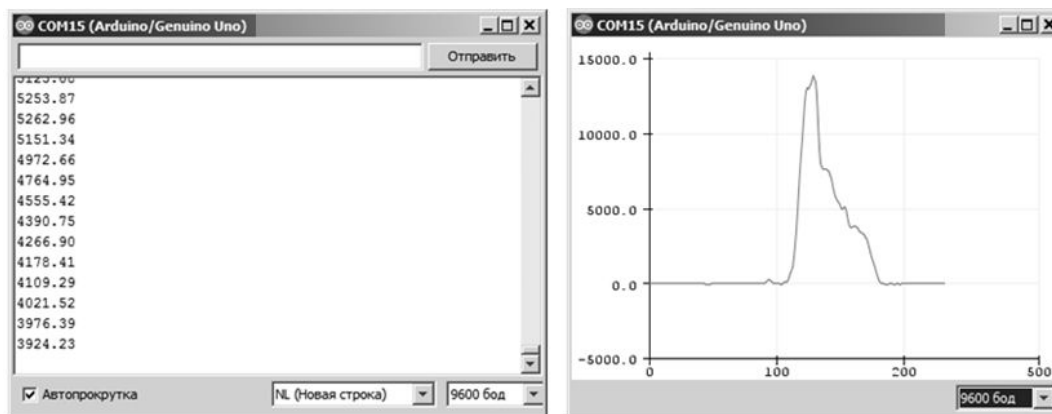 COM15 (Arduino/Genuino Uno)
Отправить
5253.87
5262.96
5151.34
4972.66
4764.95
4555.42
4390.75
4266.90
4178.41
4109.29
4021.52
3976.39
3924.23
Автопрокрутка
NL (Новая строка)
9600 бод
COM15 (Arduino/Genuino Uno)
15000.0
10000.0
5000.0
0.0
-5000.0
0 100 200 500
9600 бод